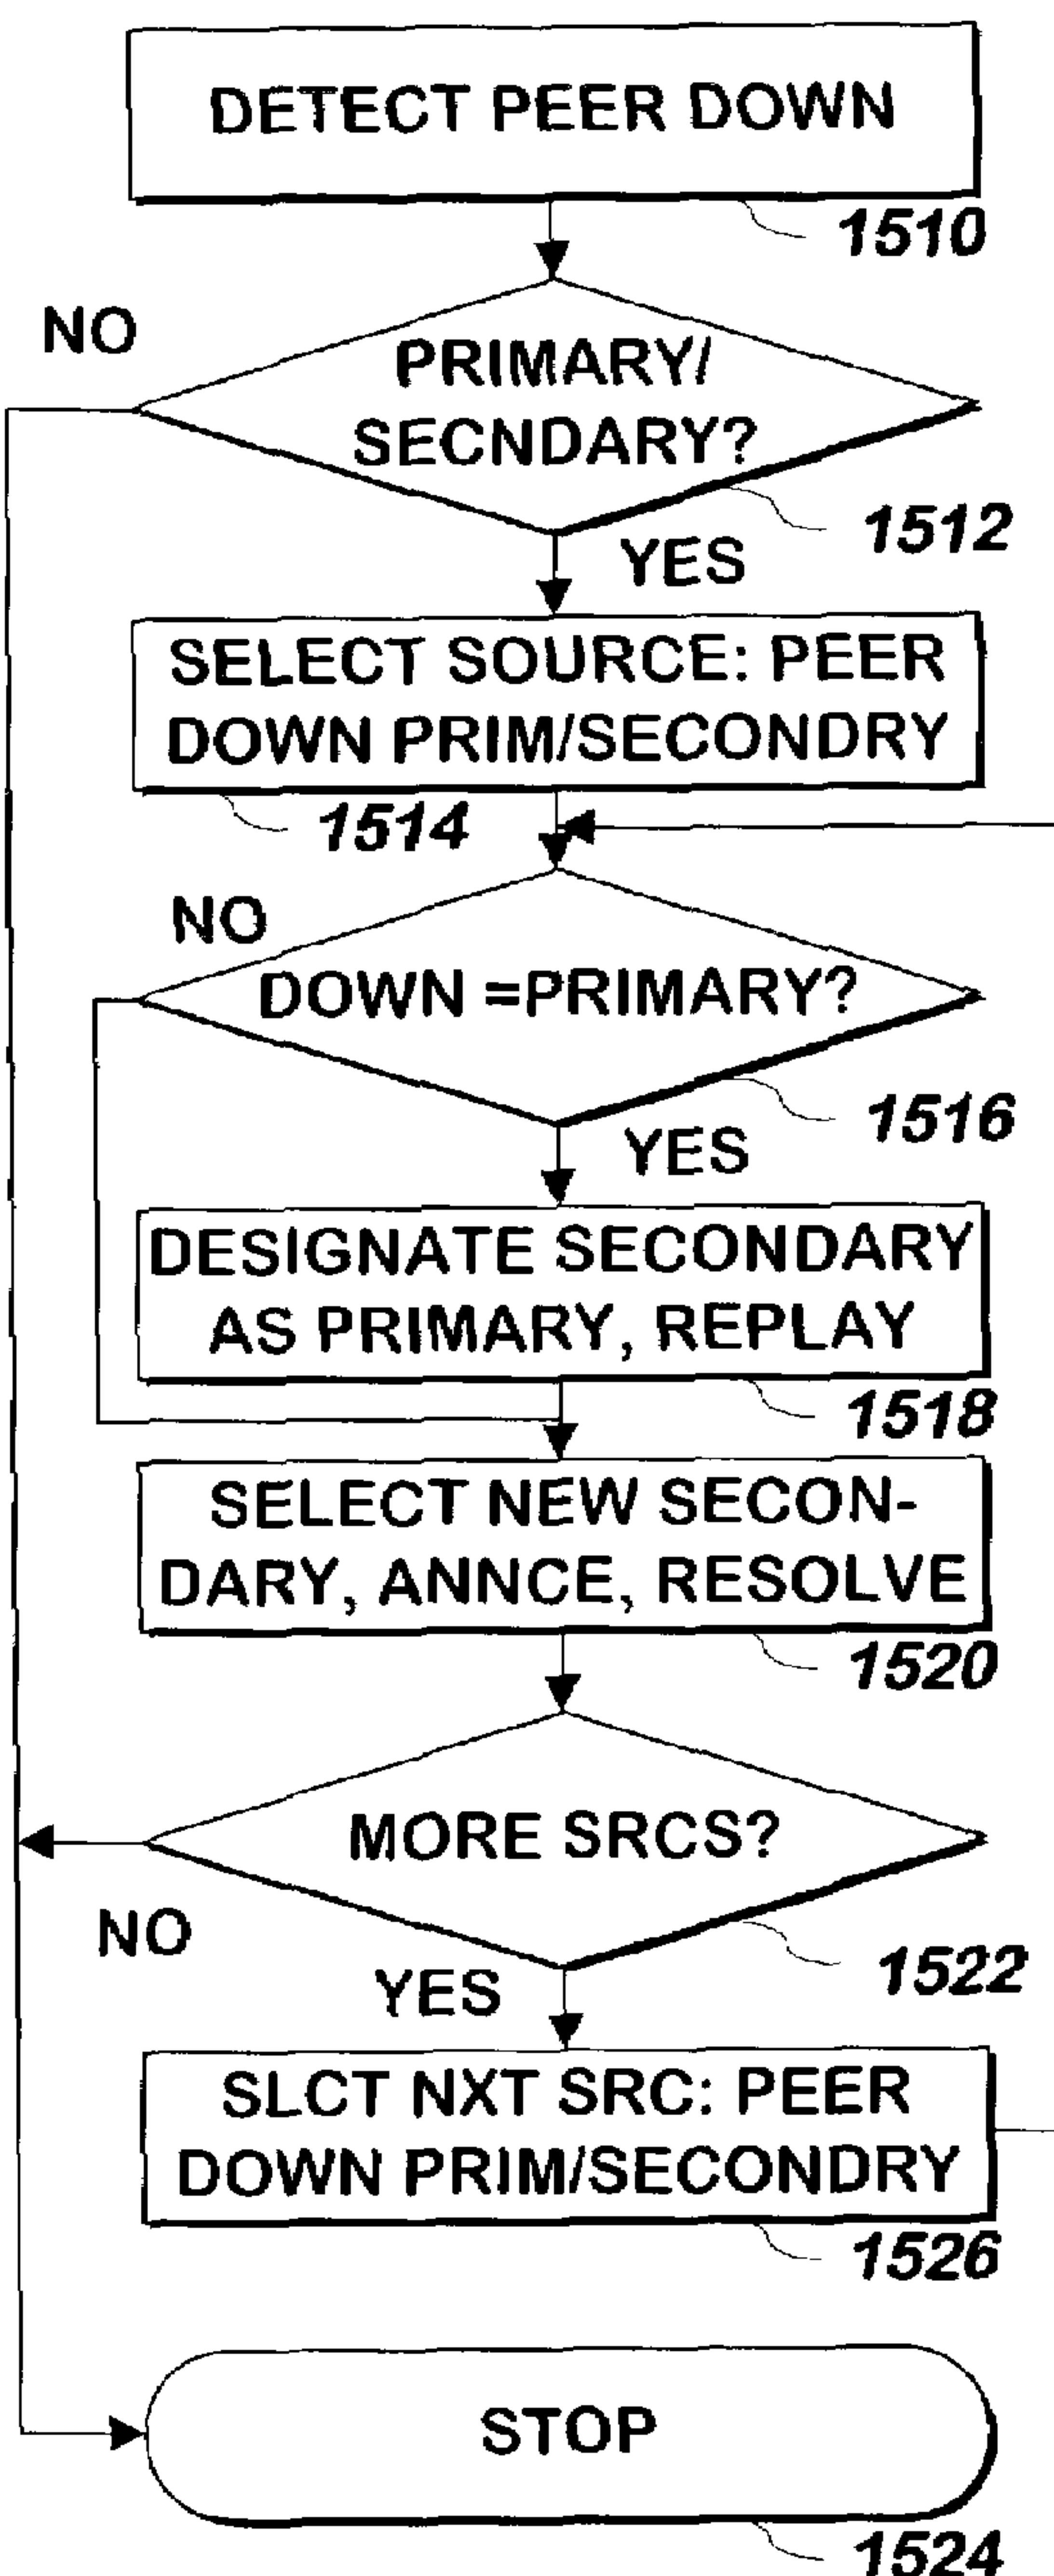 DETECT PEER DOWN
1510
NO
PRIMARY/
SECNDARY?
1512
YES
SELECT SOURCE: PEER
DOWN PRIM/SECONDRY
1514
NO
DOWN =PRIMARY?
1516
YES
DESIGNATE SECONDARY
AS PRIMARY, REPLAY
1518
SELECT NEW SECON-
DARY, ANNCE, RESOLVE
1520
MORE SRCS?
NO
1522
YES
SLCT NXT SRC: PEER
DOWN PRIM/SECONDRY
1526
STOP
1524